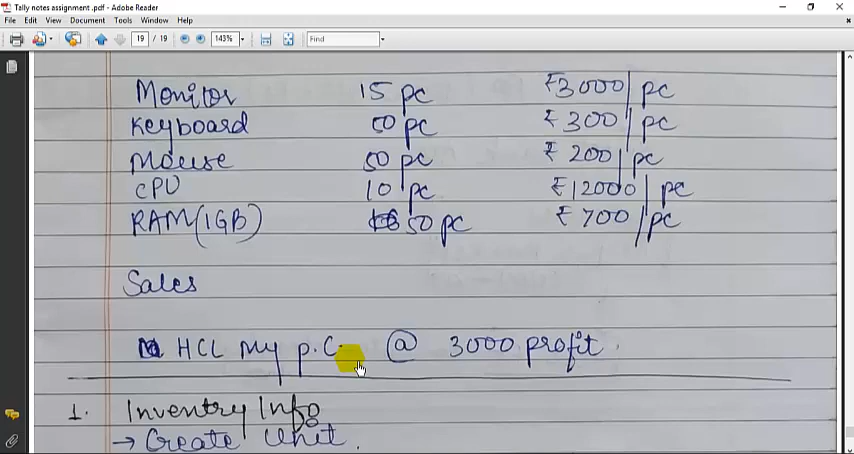 Tally notes assignment .pdf - Adobe Reader
File Edit View Document Tools Window Help
19 / 19 143% Find
Monitor 15 pc ₹3000/pc
Keyboard 50 pc ₹300/pc
Mouse 50 pc ₹200/pc
CPU 10 pc ₹12000/pc
RAM(1GB) 50 pc ₹700/pc
Sales
HCL My p.C. @ 3000 profit.
1. Inventry Info
→ Create Unit.